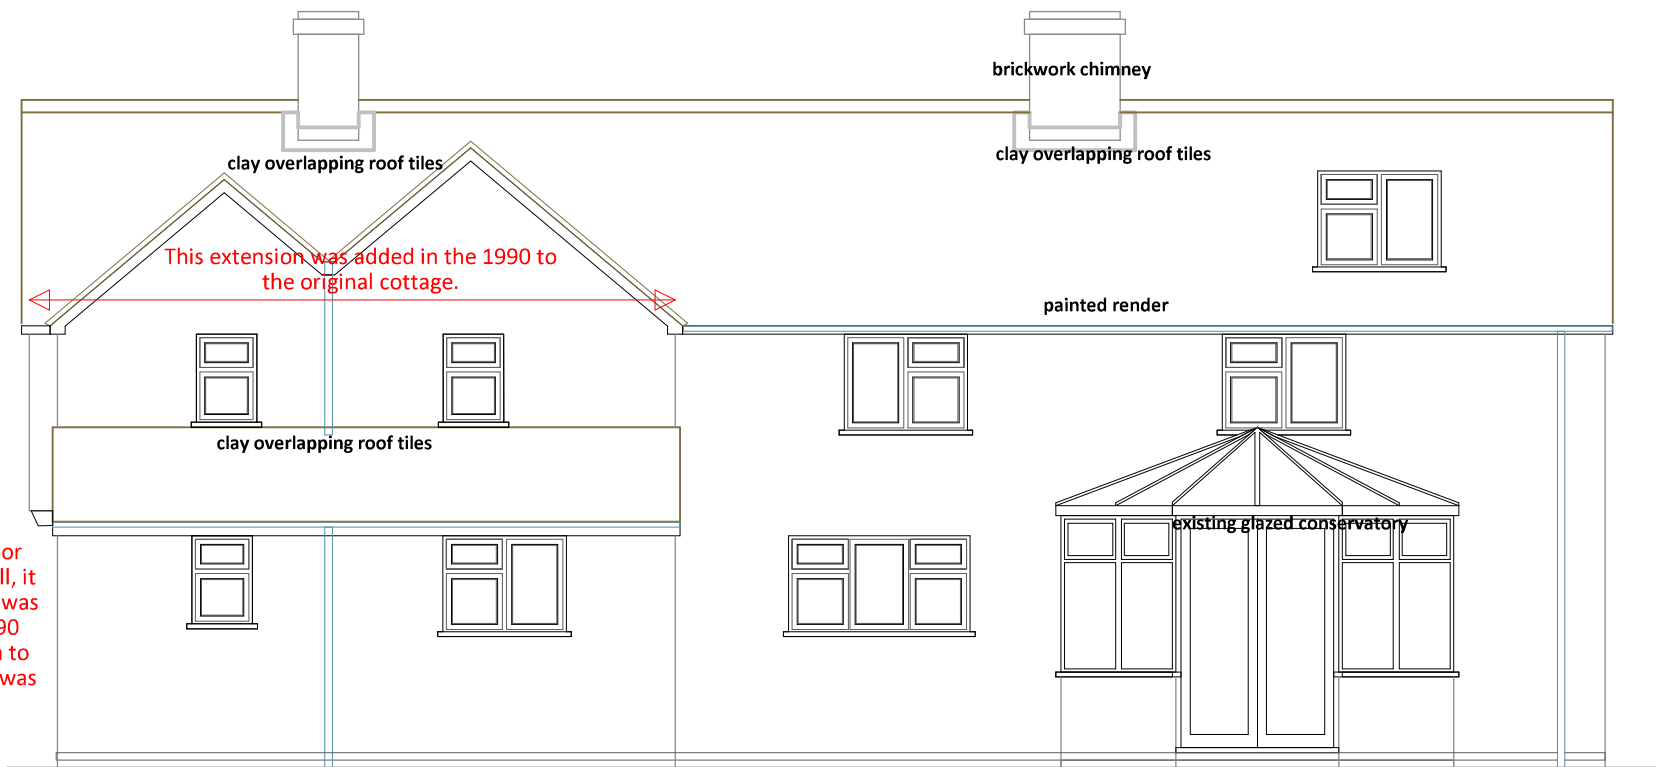 brickwork chimney
clay overlapping roof tiles
clay overlapping roof tiles
This extension was added in the 1990 to
the original cottage.
painted render
clay overlapping roof tiles
existing glazed conservatory
or
ll, it
was
90
to
was